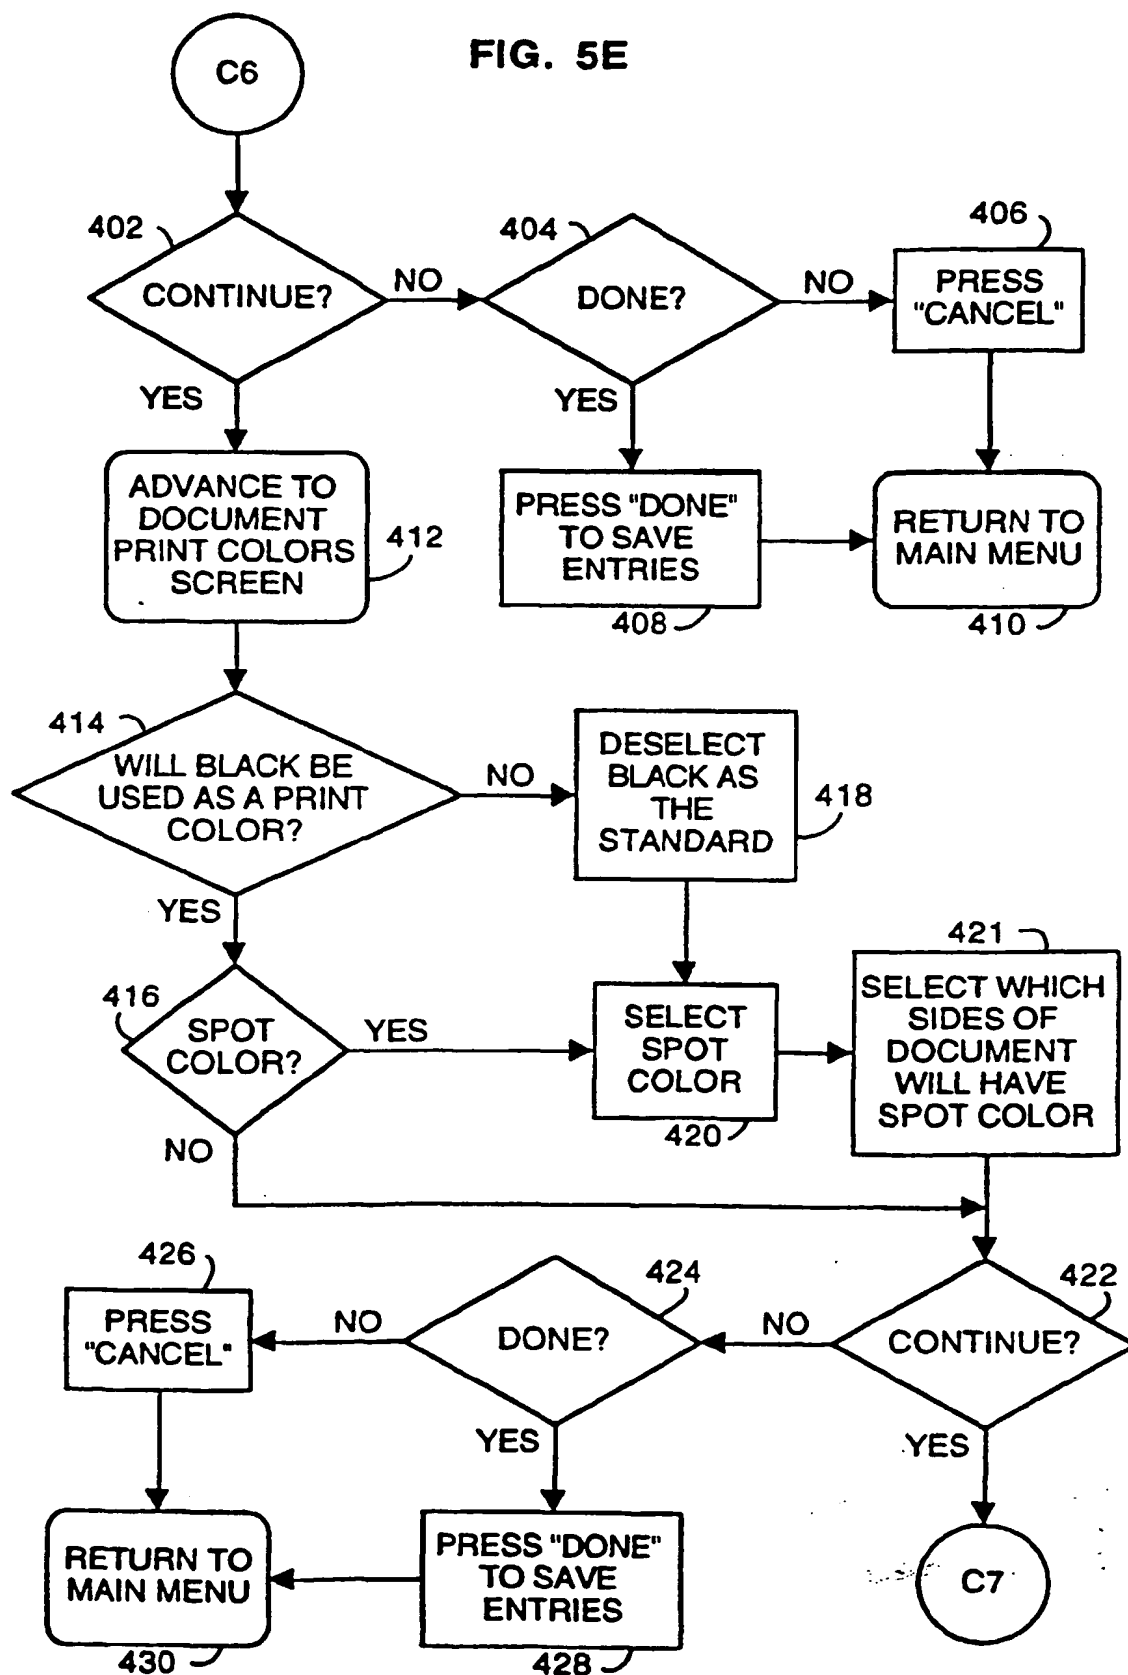 FIG. 5E
C6
402
CONTINUE?
NO
YES
404
DONE?
NO
YES
406
PRESS
"CANCEL"
ADVANCE TO
DOCUMENT
PRINT COLORS
SCREEN
412
PRESS "DONE"
TO SAVE
ENTRIES
408
RETURN TO
MAIN MENU
410
414
WILL BLACK BE
USED AS A PRINT
COLOR?
NO
YES
DESELECT
BLACK AS
THE
STANDARD
418
416
SPOT
COLOR?
YES
NO
SELECT
SPOT
COLOR
420
421
SELECT WHICH
SIDES OF
DOCUMENT
WILL HAVE
SPOT COLOR
422
CONTINUE?
NO
YES
424
DONE?
NO
YES
426
PRESS
"CANCEL"
RETURN TO
MAIN MENU
430
PRESS "DONE"
TO SAVE
ENTRIES
428
C7